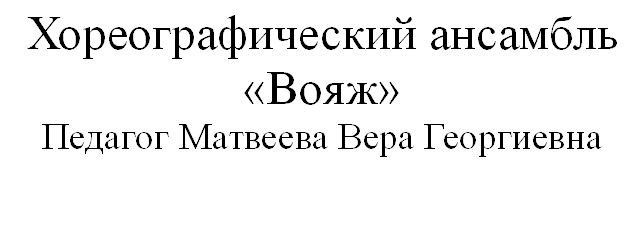 Хореографический ансамбль
«Вояж»
Педагог Матвеева Вера Георгиевна